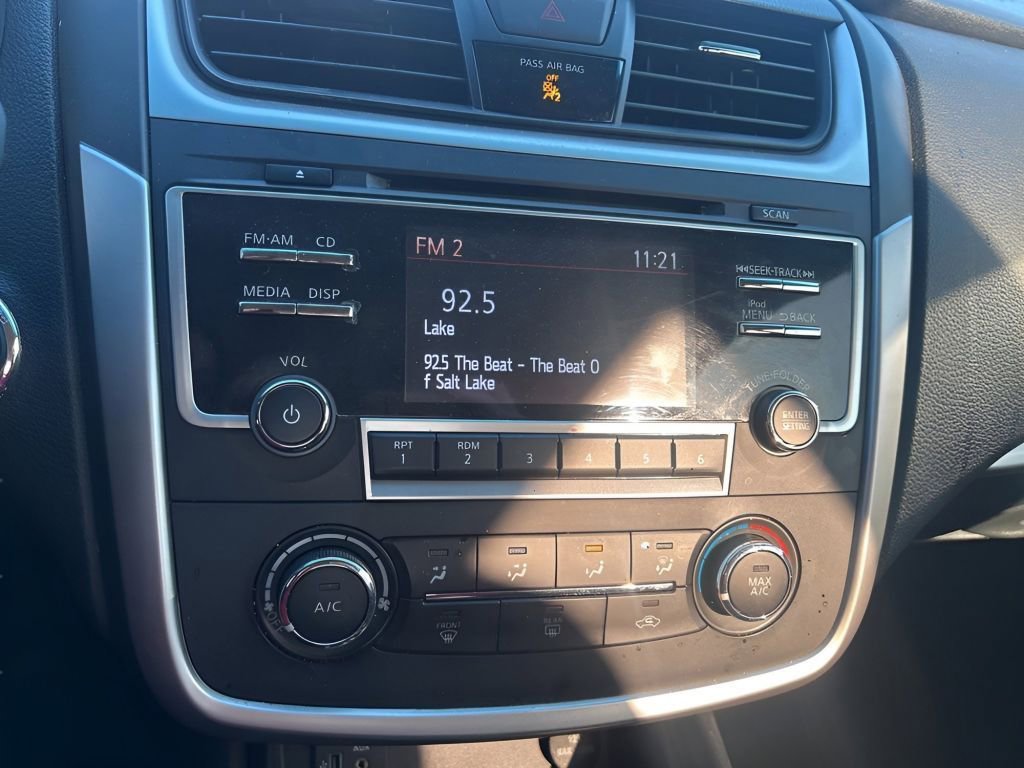 PASS AIR BAG
OFF
2
SCAN
FM·AM CD
FM 2
11:21
SEEK·TRACK
MEDIA DISP
92.5
iPod
MENU BACK
Lake
92.5 The Beat - The Beat O
f Salt Lake
VOL
TUNE·FOLDER
ENTER
SETTING
RPT
1
RDM
2
3
4
5
6
A/C
OFF
MAX
A/C
FRONT
REAR